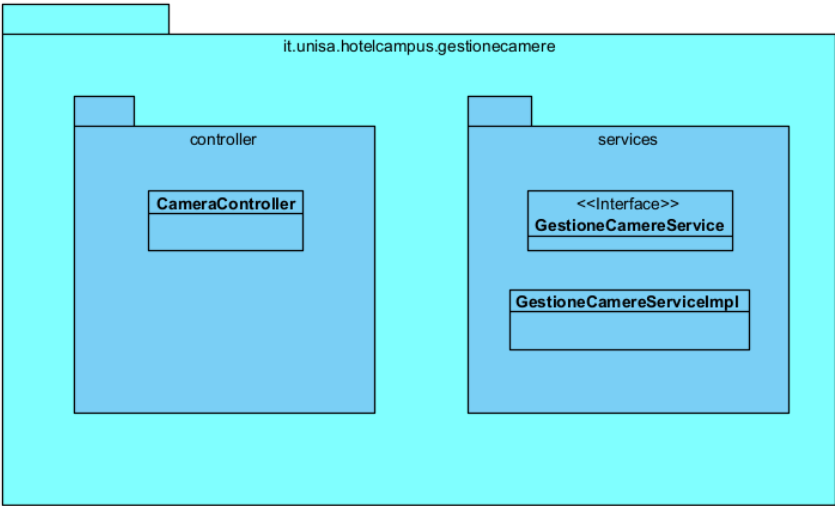 it.unisa.hotelcampus.gestionecamere
controller
CameraController
services
<<Interface>>
GestioneCamereService
GestioneCamereServiceImpl